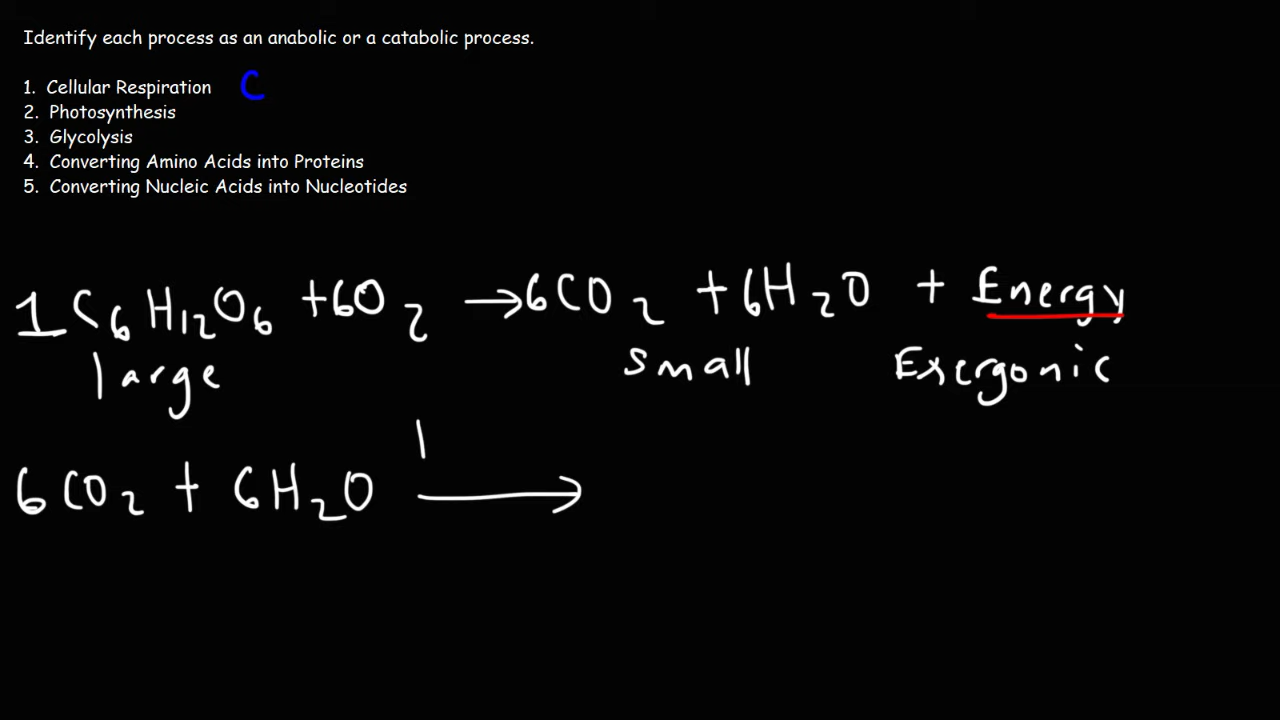 Identify each process as an anabolic or a catabolic process.
1. Cellular Respiration C
2. Photosynthesis
3. Glycolysis
4. Converting Amino Acids into Proteins
5. Converting Nucleic Acids into Nucleotides
1 C₆H₁₂O₆ + 6O₂ → 6CO₂ + 6H₂O + Energy
large small Exergonic
6CO₂ + 6H₂O →